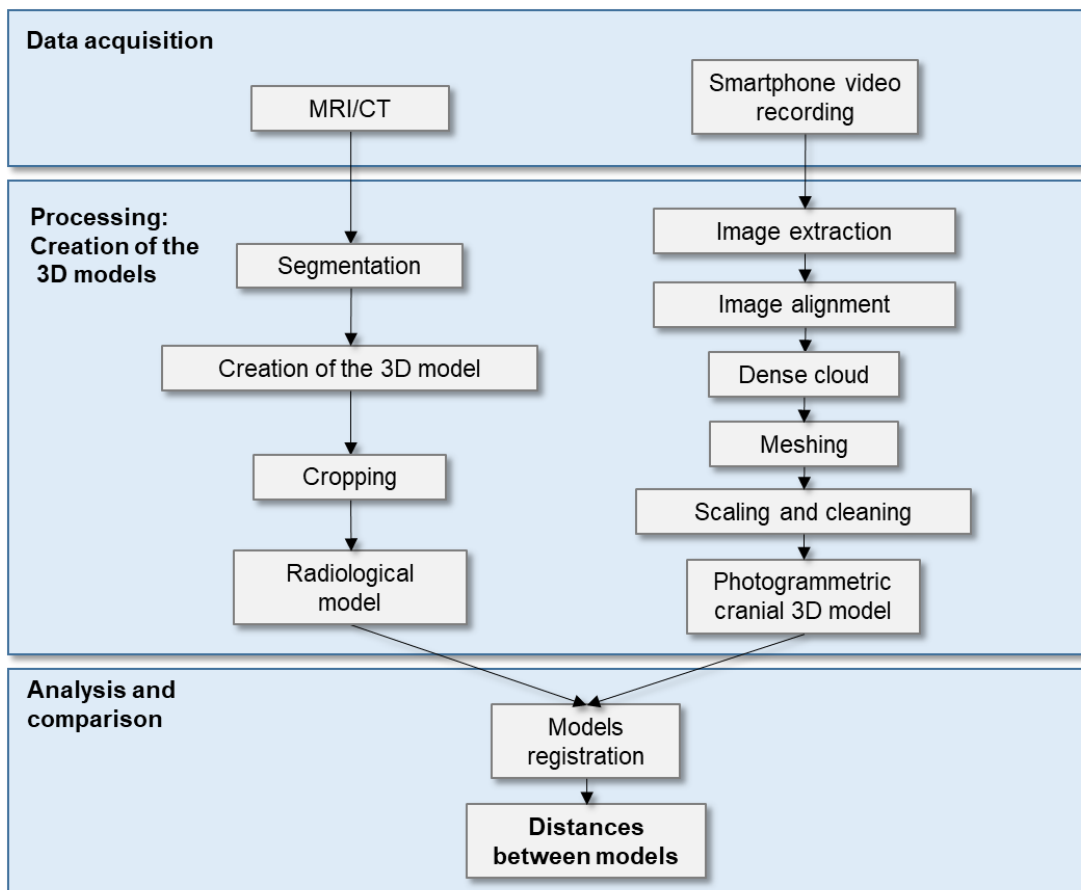 Data acquisition
MRI/CT
Smartphone video
recording
Processing:
Creation of the
3D models
Segmentation
Creation of the 3D model
Cropping
Radiological
model
Image extraction
Image alignment
Dense cloud
Meshing
Scaling and cleaning
Photogrammetric
cranial 3D model
Analysis and
comparison
Models
registration
Distances
between models